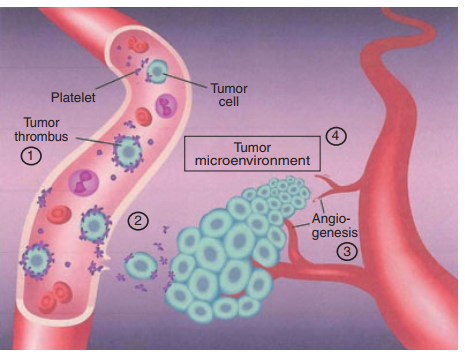 Platelet
Tumor
cell
Tumor
thrombus
1
2
4
Tumor
microenvironment
Angio-
genesis
3